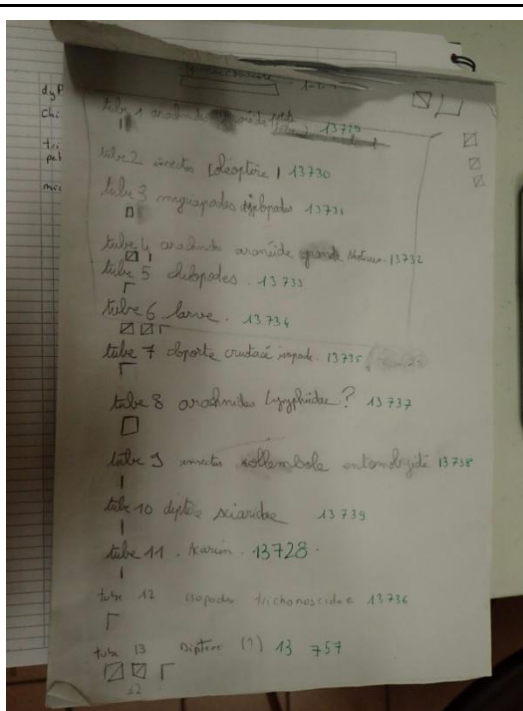 tube 1 arachnides 13729
tube 2 insectes coléoptère 13730
tube 3 myriapodes diplopodes 13731
tube 4 arachnides aranéide grande 13732
tube 5 chilopodes. 13733
tube 6 larve. 13734
tube 7 cloporte crustacé isopode. 13735
tube 8 arachnides Lyniphiidae? 13737
tube 9 insectes collembole entomobryidé 13738
tube 10 diptère sciaridae 13739
tube 11. Acarien. 13728.
tube 12 isopodes trichoniscidae 13736
tube 13 Diptère (?) 13 757